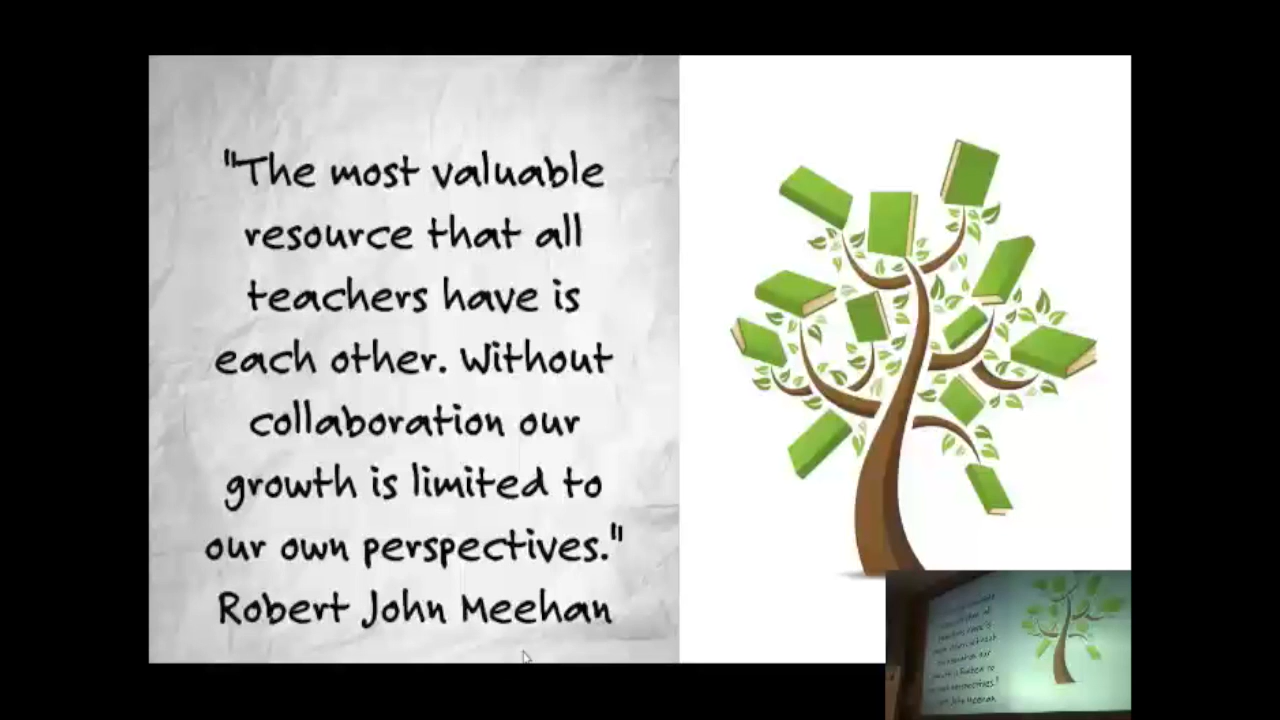 "The most valuable
resource that all
teachers have is
each other. Without
collaboration our
growth is limited to
our own perspectives."
Robert John Meehan